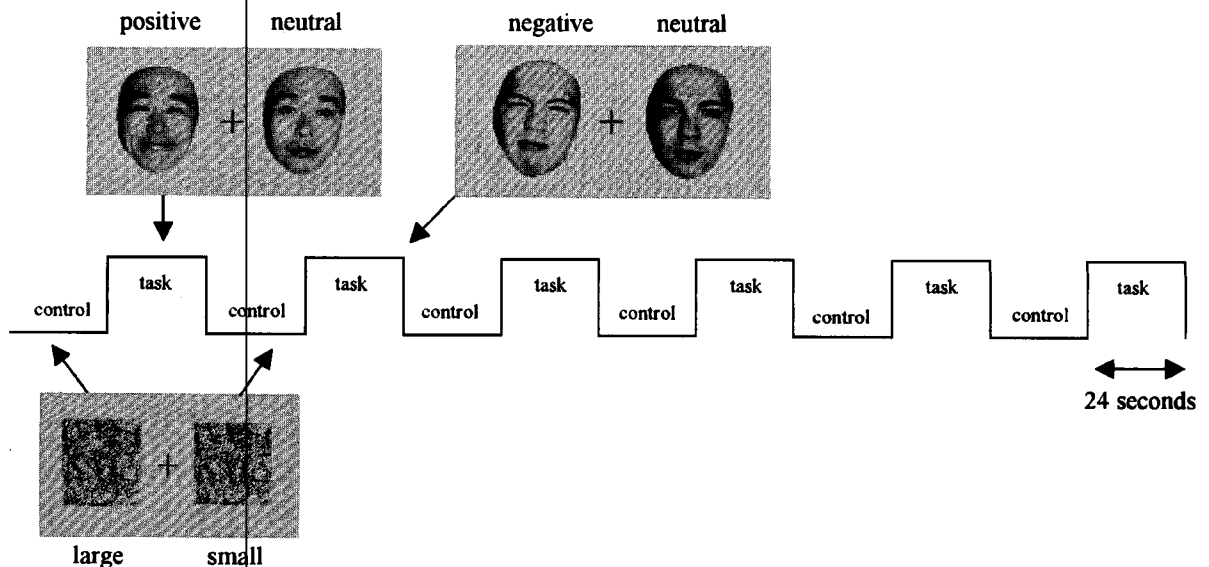 positive neutral negative neutral
+ +
task task task task task task
control control control control control control
24 seconds
+
large small